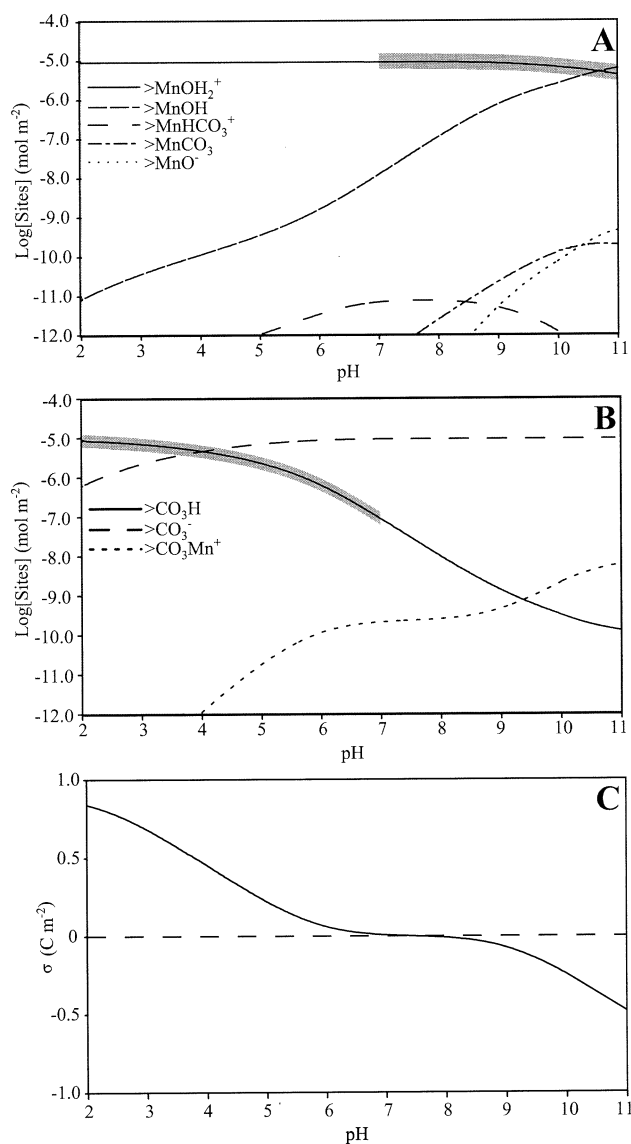 A
-4.0
-5.0
-6.0
-7.0
-8.0
-9.0
-10.0
-11.0
-12.0
Log[Sites] (mol m⁻²)
>MnOH₂⁺
>MnOH
>MnHCO₃⁺
>MnCO₃
>MnO⁻
2 3 4 5 6 7 8 9 10 11
pH
B
-4.0
-5.0
-6.0
-7.0
-8.0
-9.0
-10.0
-11.0
-12.0
Log[Sites] (mol m⁻²)
>CO₃H
>CO₃⁻
>CO₃Mn⁺
2 3 4 5 6 7 8 9 10 11
pH
C
1.0
0.5
0
-0.5
-1.0
σ (C m⁻²)
2 3 4 5 6 7 8 9 10 11
pH